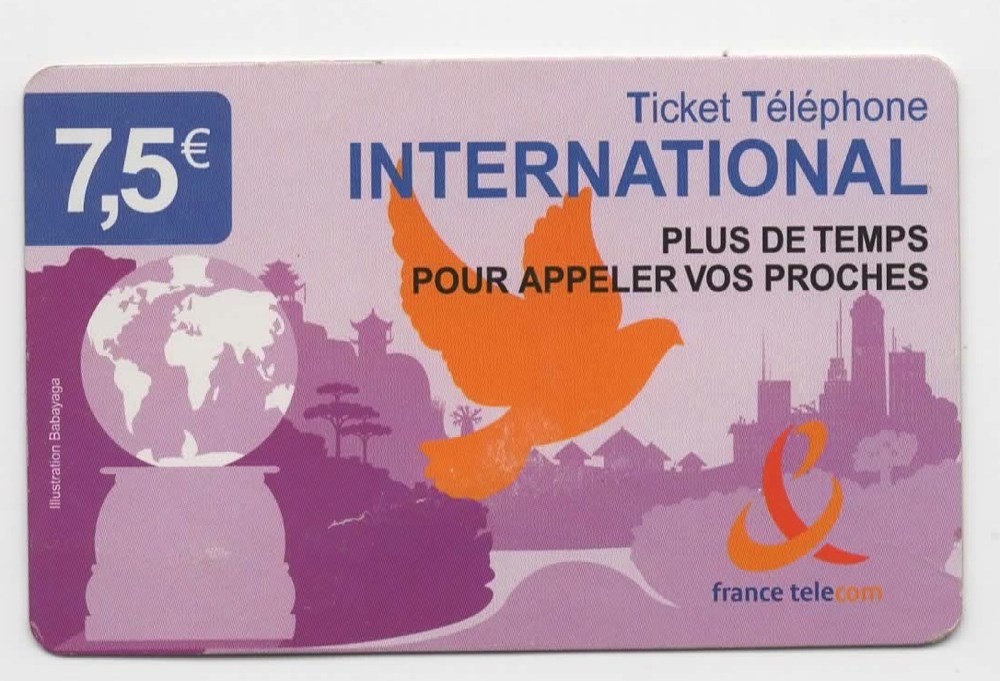 7,5€
Ticket Téléphone
INTERNATIONAL
PLUS DE TEMPS
POUR APPELER VOS PROCHES
Illustration Babayaga
france telecom